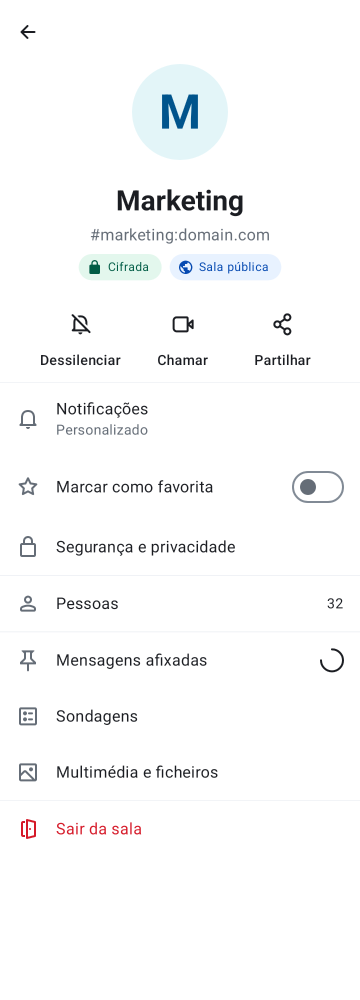 M
Marketing
#marketing:domain.com
Cifrada
Sala pública
Dessilenciar
Chamar
Partilhar
Notificações
Personalizado
Marcar como favorita
Segurança e privacidade
Pessoas
32
Mensagens afixadas
Sondagens
Multimédia e ficheiros
Sair da sala